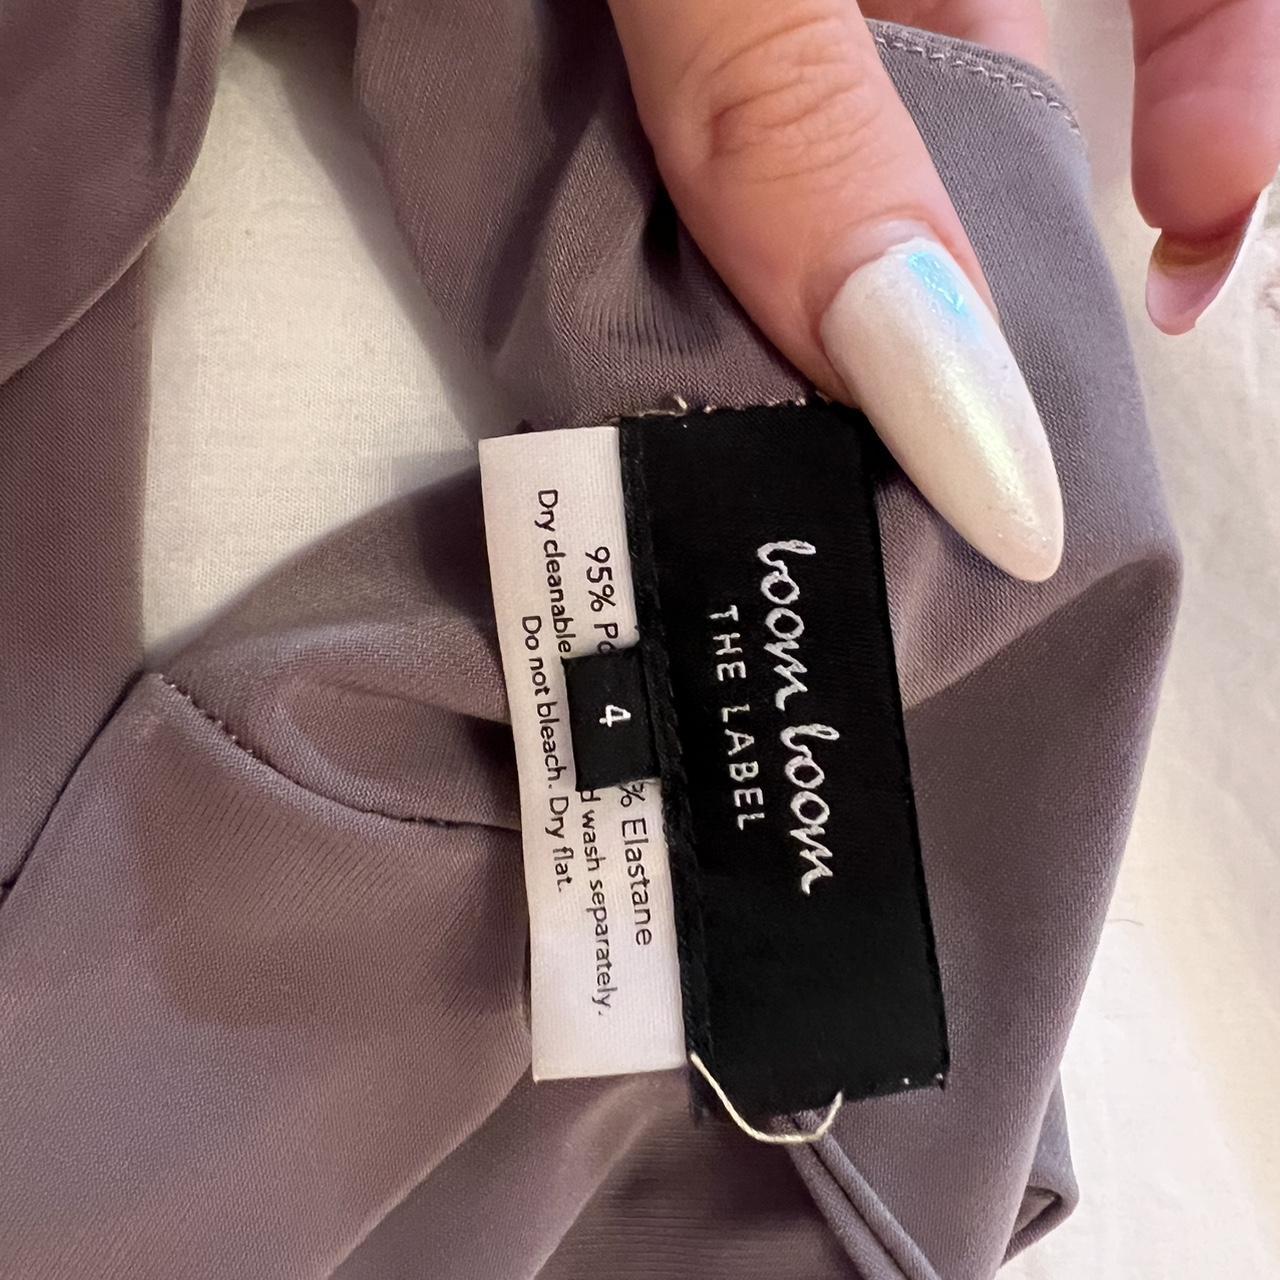 boom boom
THE LABEL
4
95% Po % Elastane
d wash separately.
Dry cleanable.
Do not bleach. Dry flat.